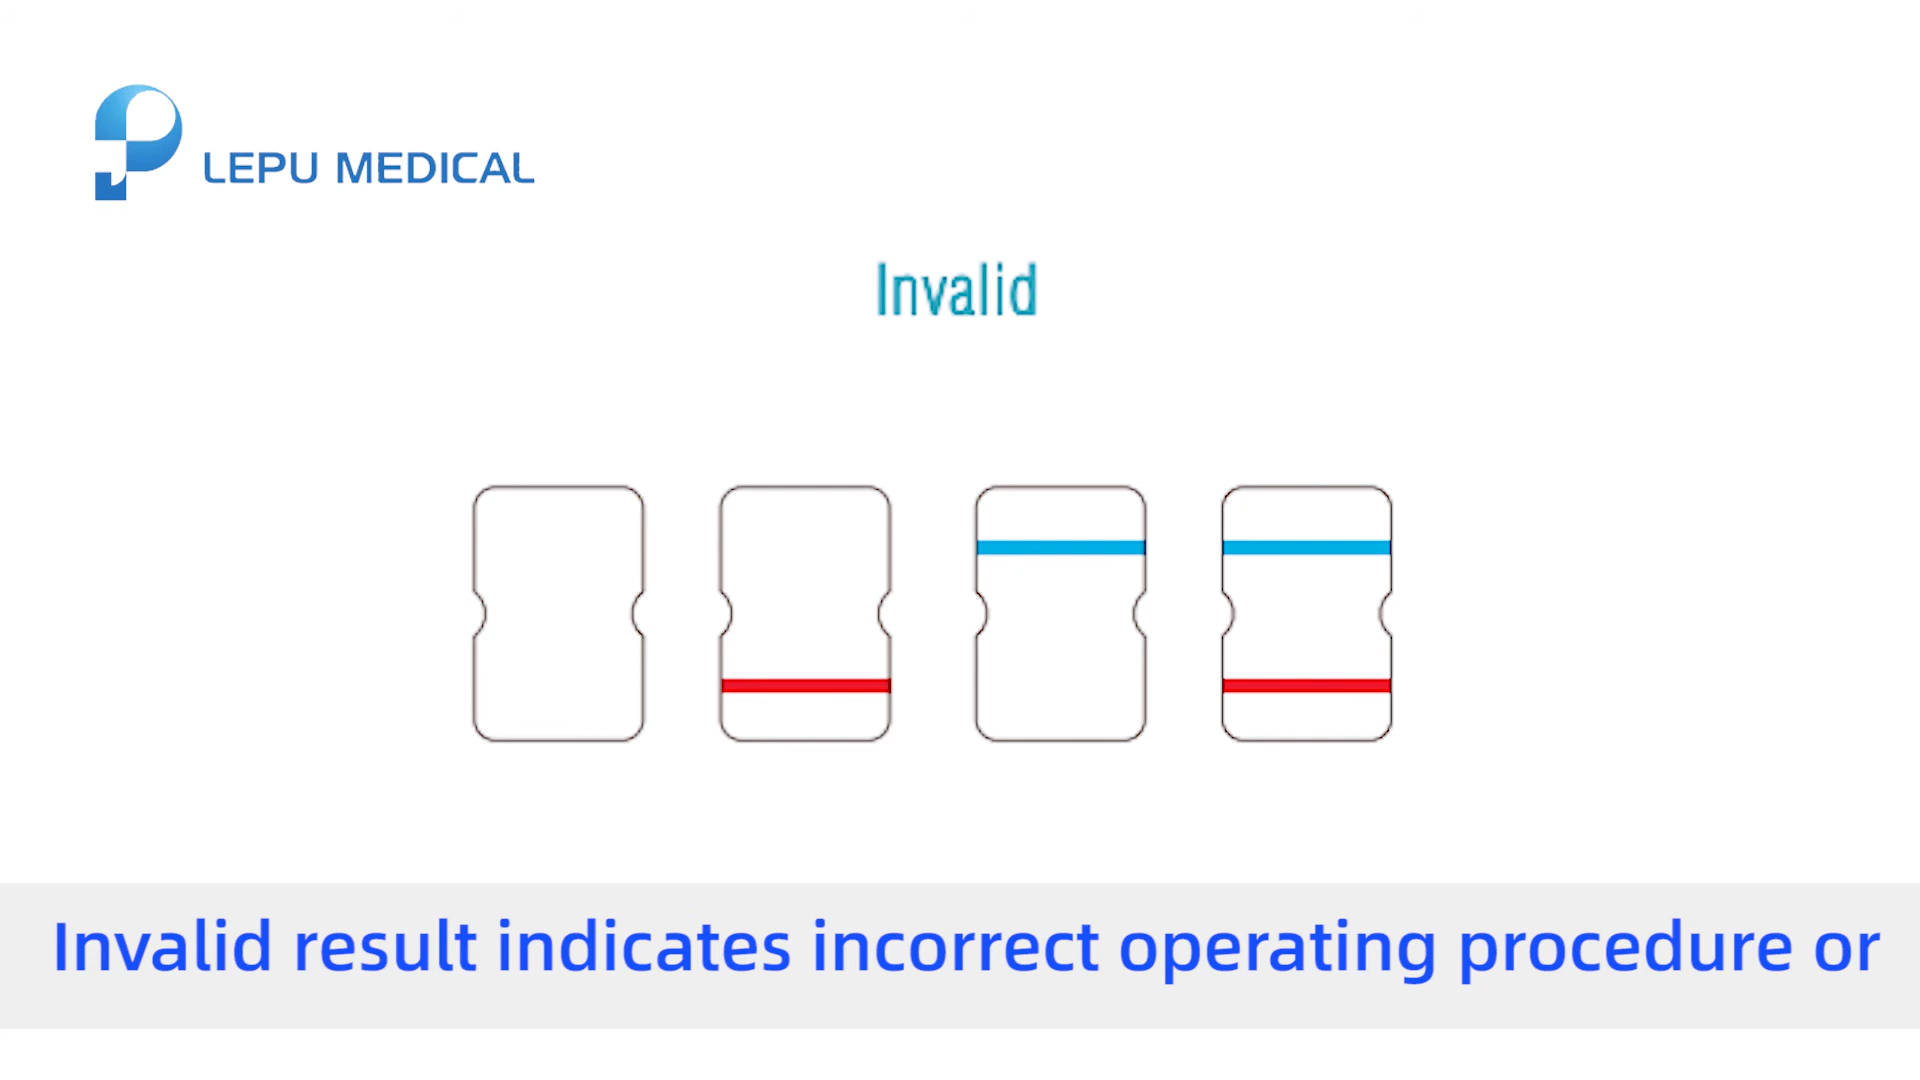 LEPU MEDICAL
Invalid
Invalid result indicates incorrect operating procedure or